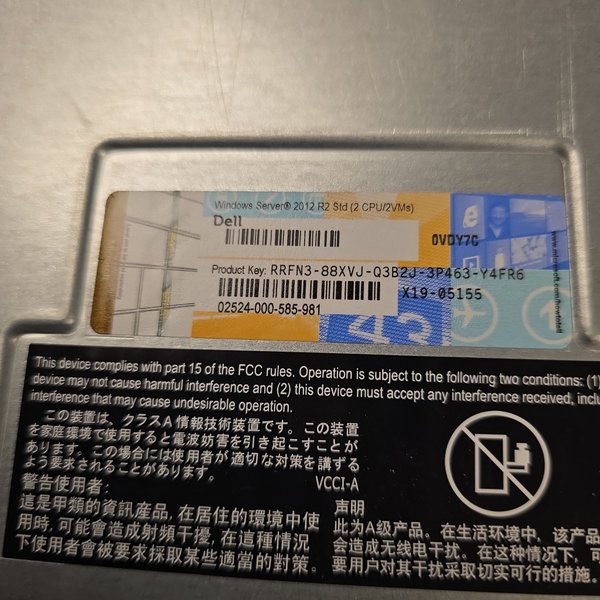 Windows Server® 2012 R2 Std (2 CPU/2VMs)
Dell
0VDY7C
Product Key: RRFN3-88XVJ-Q3B2J-3P463-Y4FR6
X19-05155
02524-000-585-981
This device complies with part 15 of the FCC rules. Operation is subject to the following two conditions: (1)
device may not cause harmful interference and (2) this device must accept any interference received, inclu
interference that may cause undesirable operation.
この装置は、クラスA 情報技術装置です。この装置
を家庭環境で使用すると電波妨害を引き起こすことが
あります。この場合には使用者が適切な対策を講ずる
よう要求されることがあります。
VCCI-A
警告使用者:
這是甲類的資訊産品, 在居住的環境中使
用時, 可能會造成射頻干擾, 在這種情況
下使用者會被要求採取某些適當的對策.
声明
此为A级产品。在生活环境中，该产品
会造成无线电干扰。在这种情况下，可
要用户对其干扰采取切实可行的措施。